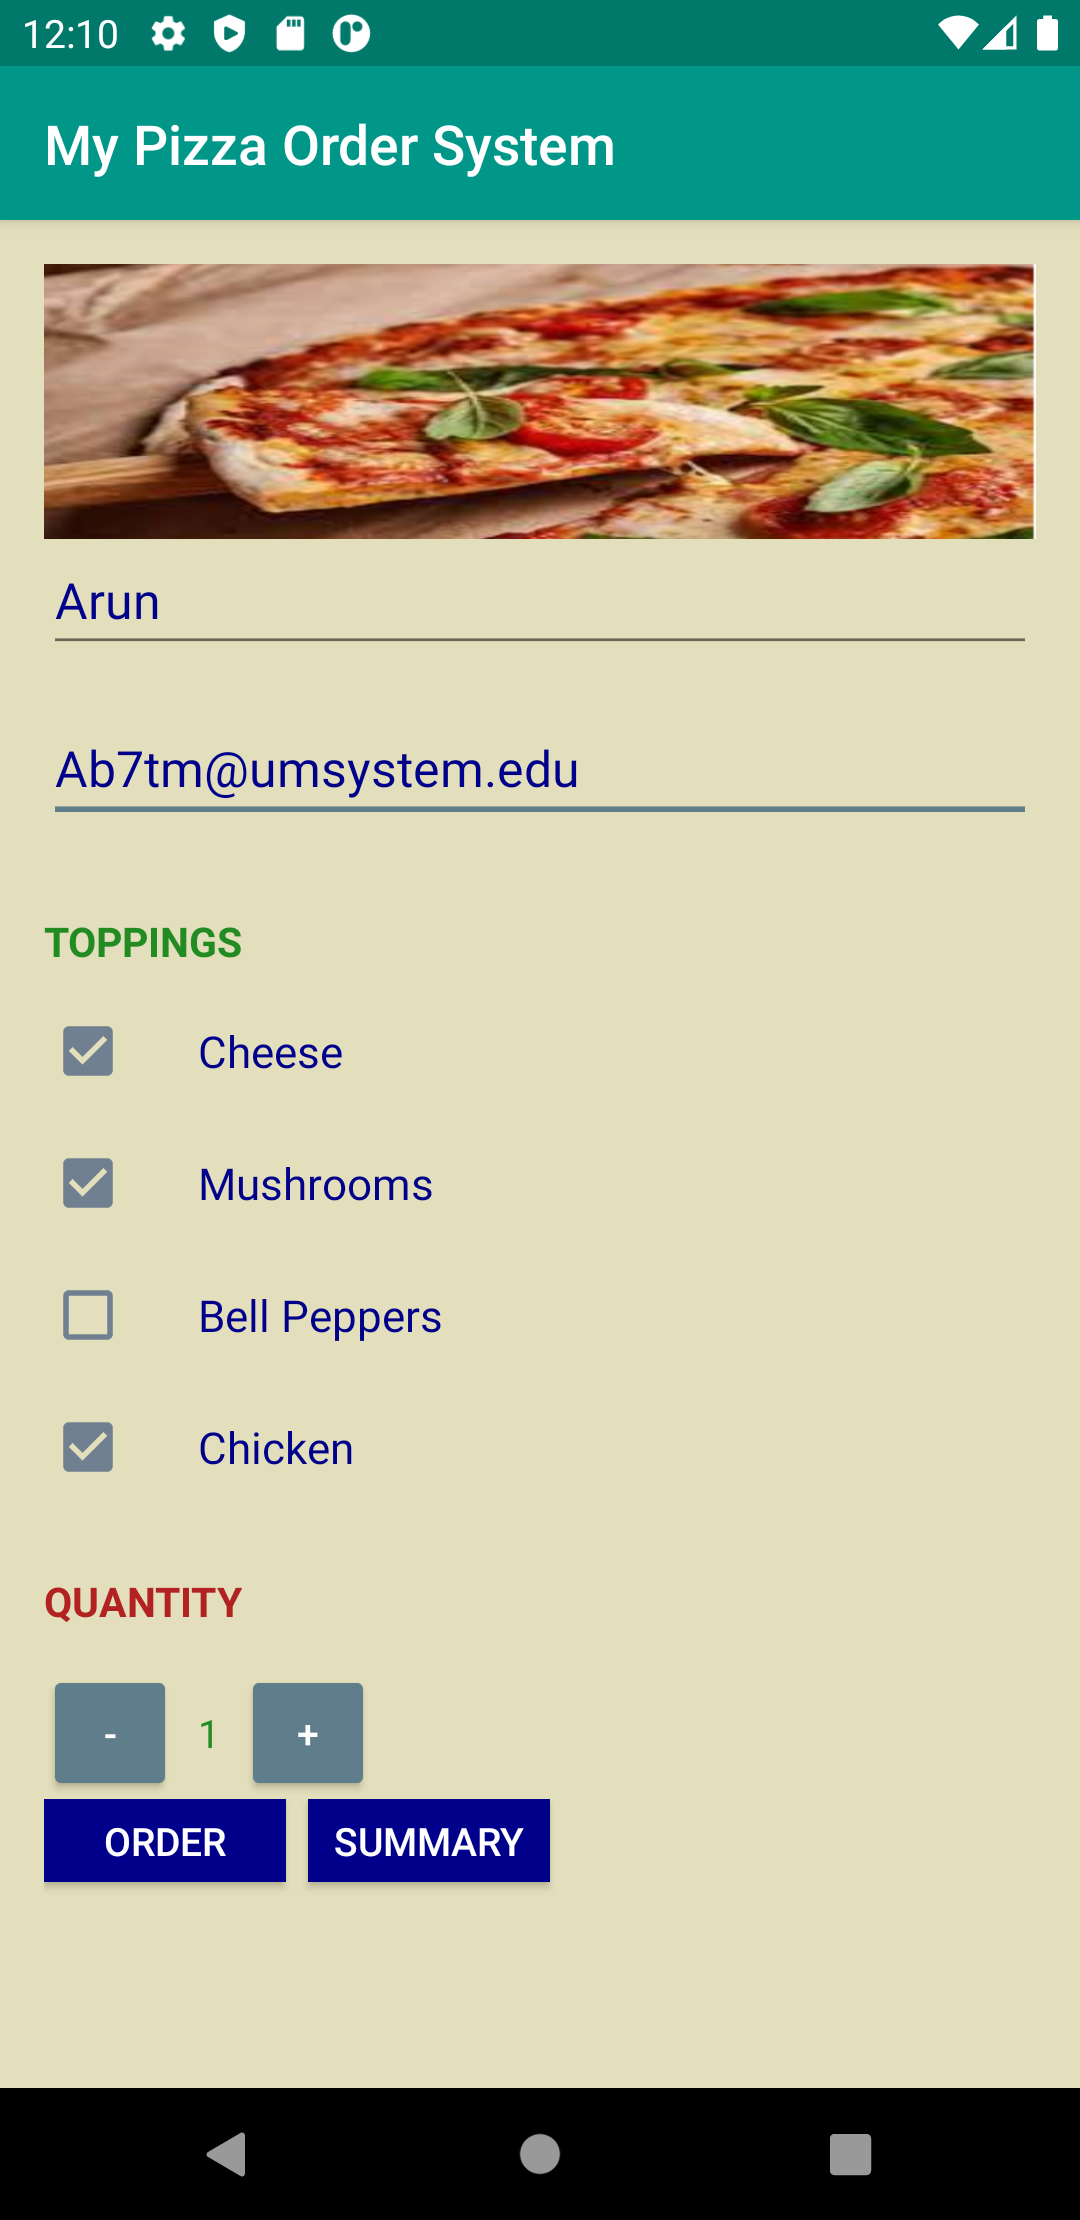 12:10
My Pizza Order System
Arun
Ab7tm@umsystem.edu
TOPPINGS
Cheese
Mushrooms
Bell Peppers
Chicken
QUANTITY
- 1 +
ORDER SUMMARY